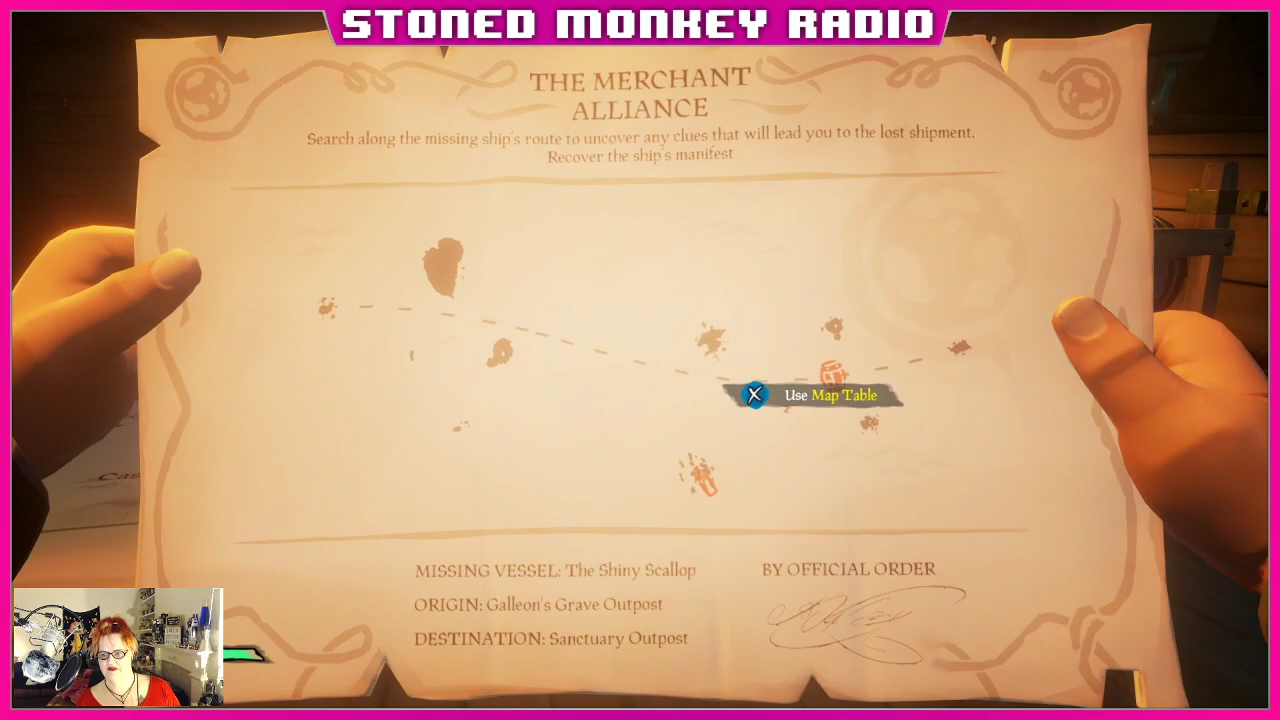 STONED MONKEY RADIO
THE MERCHANT
ALLIANCE
Search along the missing ship's route to uncover any clues that will lead you to the lost shipment.
Recover the ship's manifest
X Use Map Table
MISSING VESSEL: The Shiny Scallop
BY OFFICIAL ORDER
ORIGIN: Galleon's Grave Outpost
DESTINATION: Sanctuary Outpost